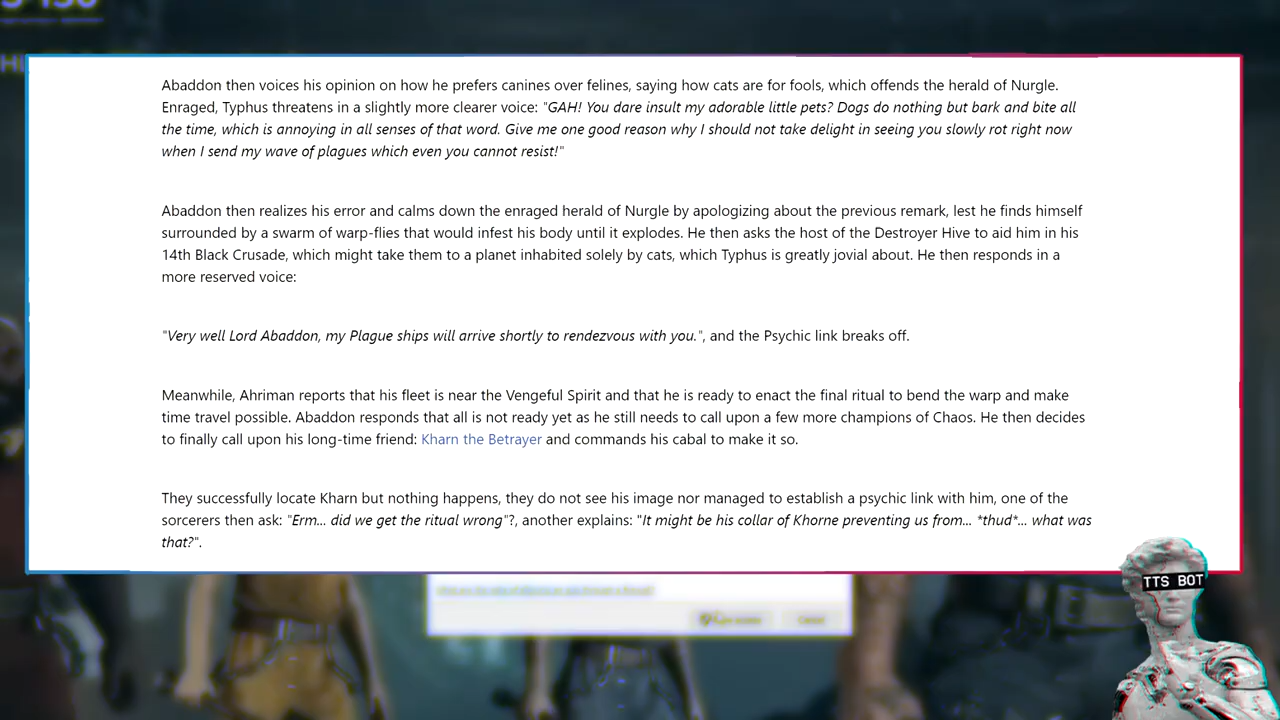 Abaddon then voices his opinion on how he prefers canines over felines, saying how cats are for fools, which offends the herald of Nurgle.
Enraged, Typhus threatens in a slightly more clearer voice: "GAH! You dare insult my adorable little pets? Dogs do nothing but bark and bite all
the time, which is annoying in all senses of that word. Give me one good reason why I should not take delight in seeing you slowly rot right now
when I send my wave of plagues which even you cannot resist!"
Abaddon then realizes his error and calms down the enraged herald of Nurgle by apologizing about the previous remark, lest he finds himself
surrounded by a swarm of warp-flies that would infest his body until it explodes. He then asks the host of the Destroyer Hive to aid him in his
14th Black Crusade, which might take them to a planet inhabited solely by cats, which Typhus is greatly jovial about. He then responds in a
more reserved voice:
"Very well Lord Abaddon, my Plague ships will arrive shortly to rendezvous with you.", and the Psychic link breaks off.
Meanwhile, Ahriman reports that his fleet is near the Vengeful Spirit and that he is ready to enact the final ritual to bend the warp and make
time travel possible. Abaddon responds that all is not ready yet as he still needs to call upon a few more champions of Chaos. He then decides
to finally call upon his long-time friend: Kharn the Betrayer and commands his cabal to make it so.
They successfully locate Kharn but nothing happens, they do not see his image nor managed to establish a psychic link with him, one of the
sorcerers then ask: "Erm... did we get the ritual wrong"?, another explains: "It might be his collar of Khorne preventing us from... *thud*... what was
that?".
TTS BOT